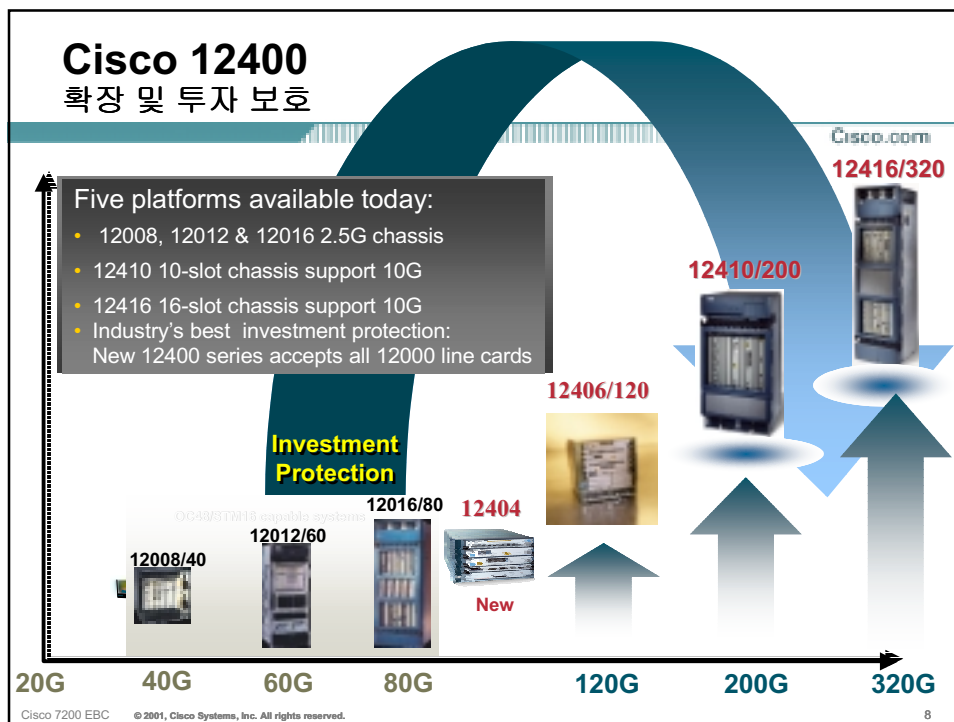 Cisco 12400
확장 및 투자 보호
Cisco.com
12416/320
Five platforms available today:
• 12008, 12012 & 12016 2.5G chassis
• 12410 10-slot chassis support 10G
• 12416 16-slot chassis support 10G
• Industry's best investment protection:
New 12400 series accepts all 12000 line cards
12410/200
12406/120
Investment
Protection
OC48/STM16 capable systems
12016/80
12404
12012/60
12008/40
New
20G
40G
60G
80G
120G
200G
320G
Cisco 7200 EBC
© 2001, Cisco Systems, Inc. All rights reserved.
8